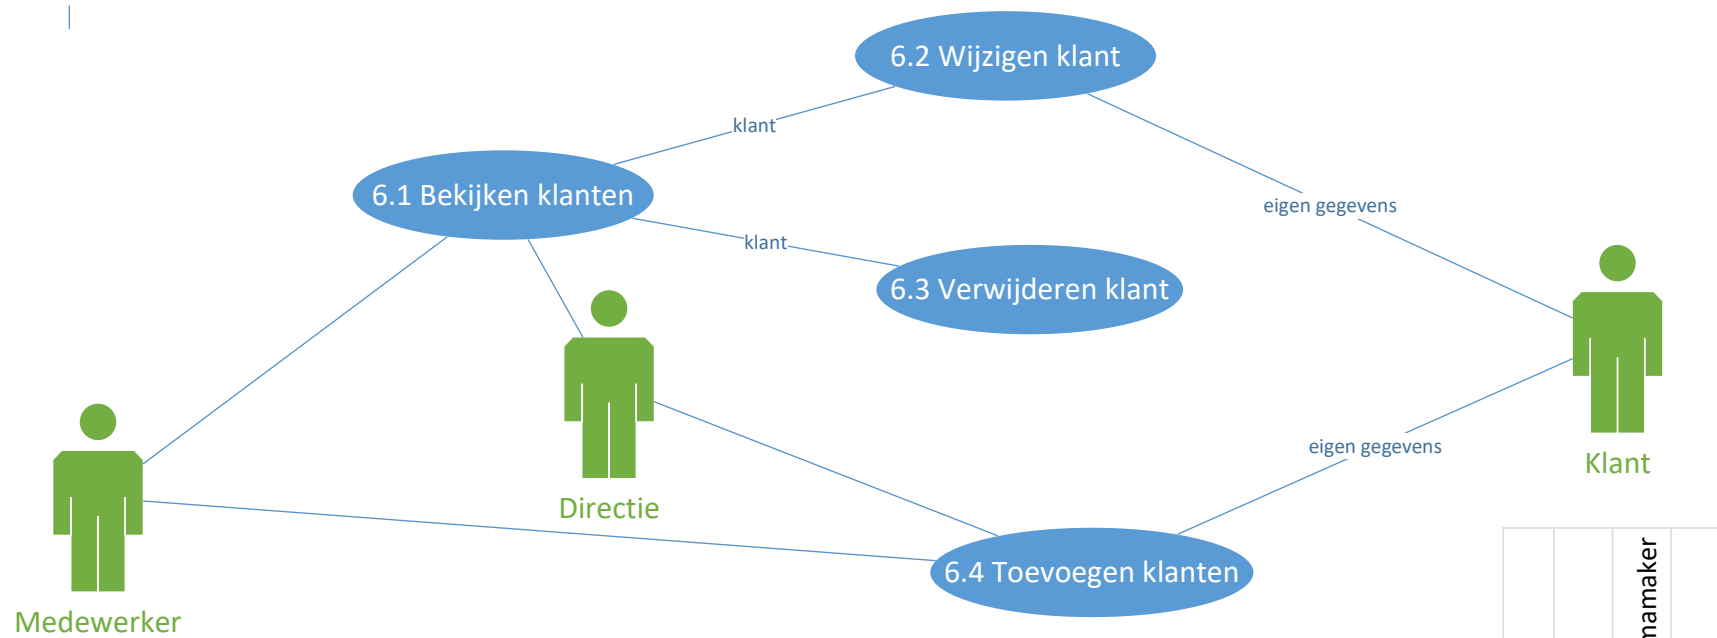 6.2 Wijzigen klant
klant
6.1 Bekijken klanten
eigen gegevens
klant
6.3 Verwijderen klant
eigen gegevens
Klant
Directie
6.4 Toevoegen klanten
Medewerker